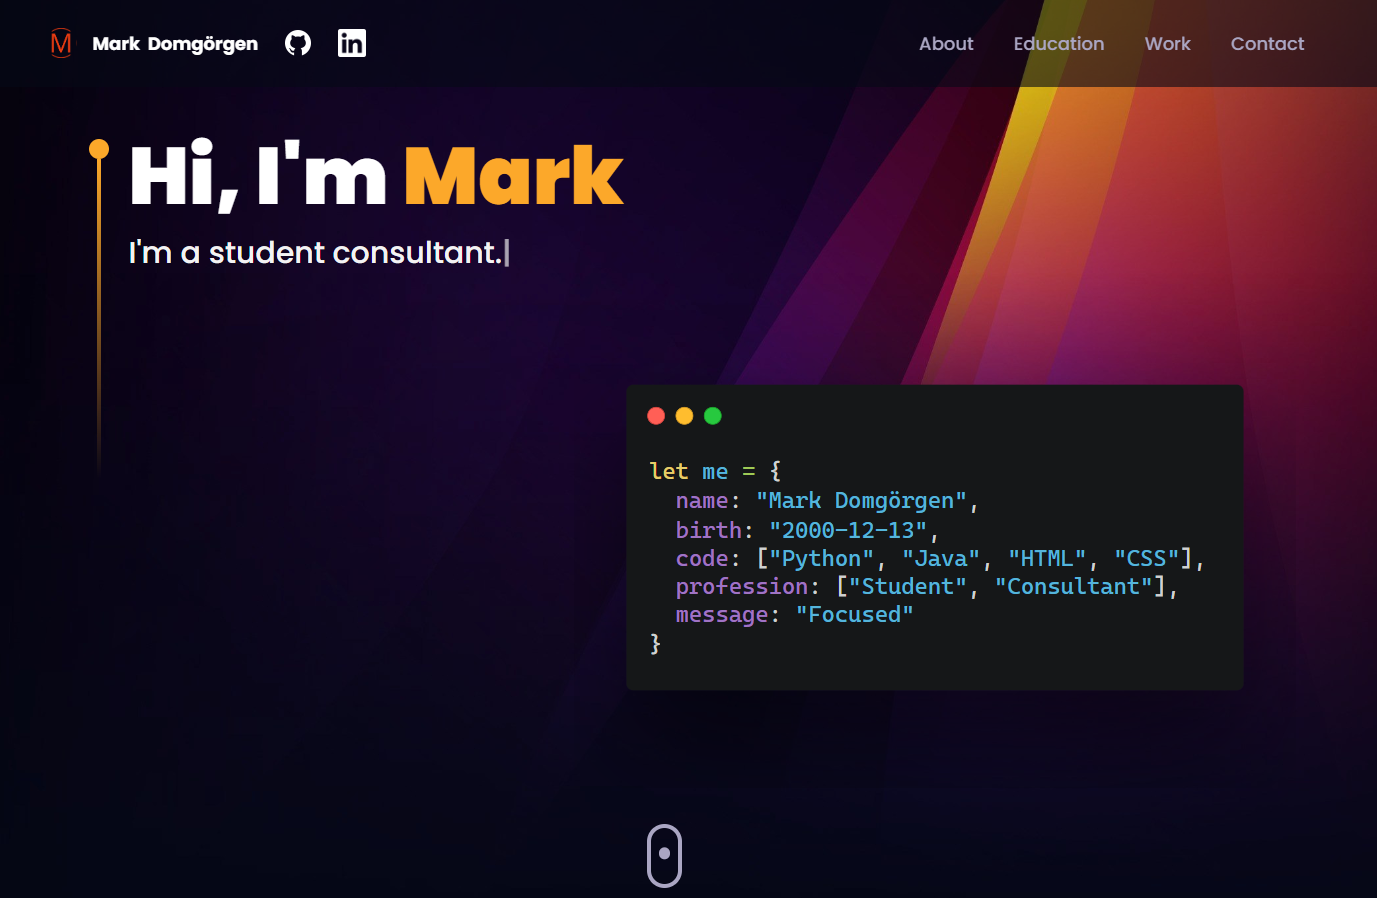 M Mark Domgörgen in About Education Work Contact
Hi, I'm Mark
I'm a student consultant.|
let me = {
name: "Mark Domgörgen",
birth: "2000-12-13",
code: ["Python", "Java", "HTML", "CSS"],
profession: ["Student", "Consultant"],
message: "Focused"
}